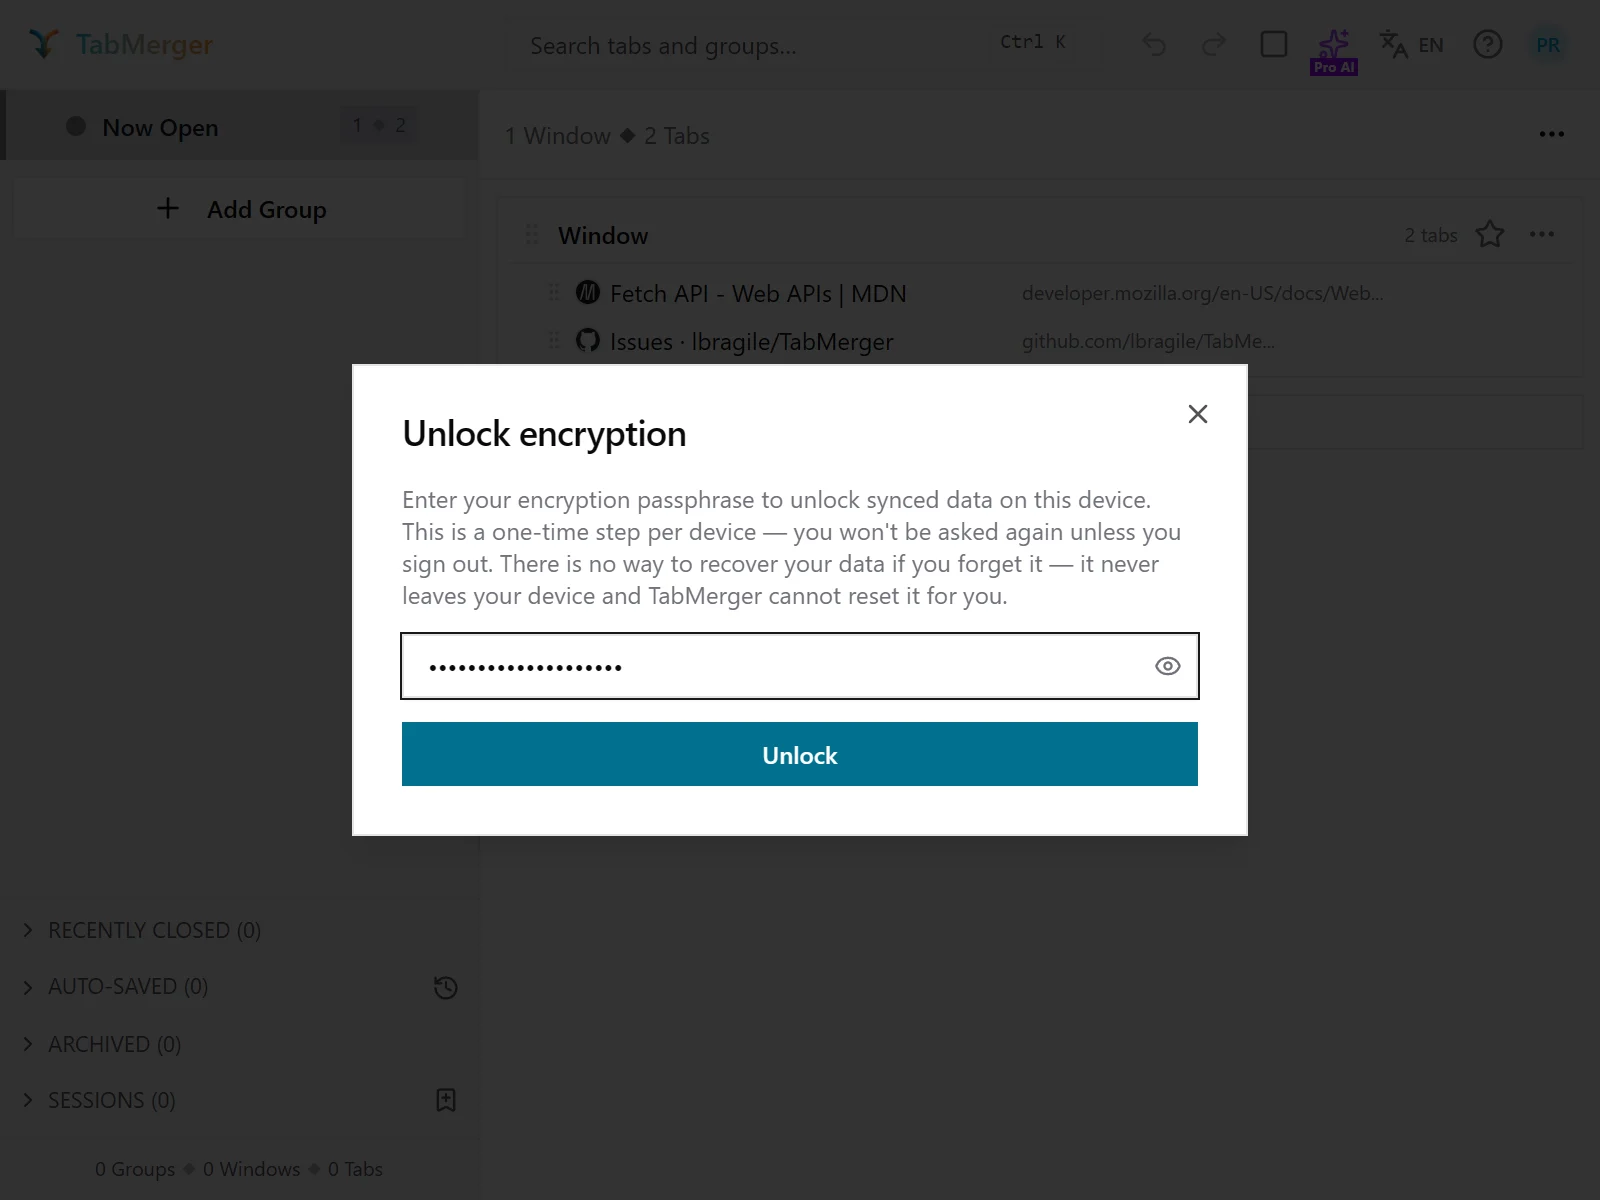 TabMerger
Search tabs and groups...
Ctrl K
Pro AI
EN
PR
Now Open
1 ◆ 2
Add Group
1 Window ◆ 2 Tabs
Window
2 tabs
Fetch API - Web APIs | MDN
developer.mozilla.org/en-US/docs/Web...
Issues · lbragile/TabMerger
github.com/lbragile/TabMe...
Unlock encryption
Enter your encryption passphrase to unlock synced data on this device.
This is a one-time step per device — you won't be asked again unless you
sign out. There is no way to recover your data if you forget it — it never
leaves your device and TabMerger cannot reset it for you.
••••••••••••••••••••
Unlock
RECENTLY CLOSED (0)
AUTO-SAVED (0)
ARCHIVED (0)
SESSIONS (0)
0 Groups ◆ 0 Windows ◆ 0 Tabs